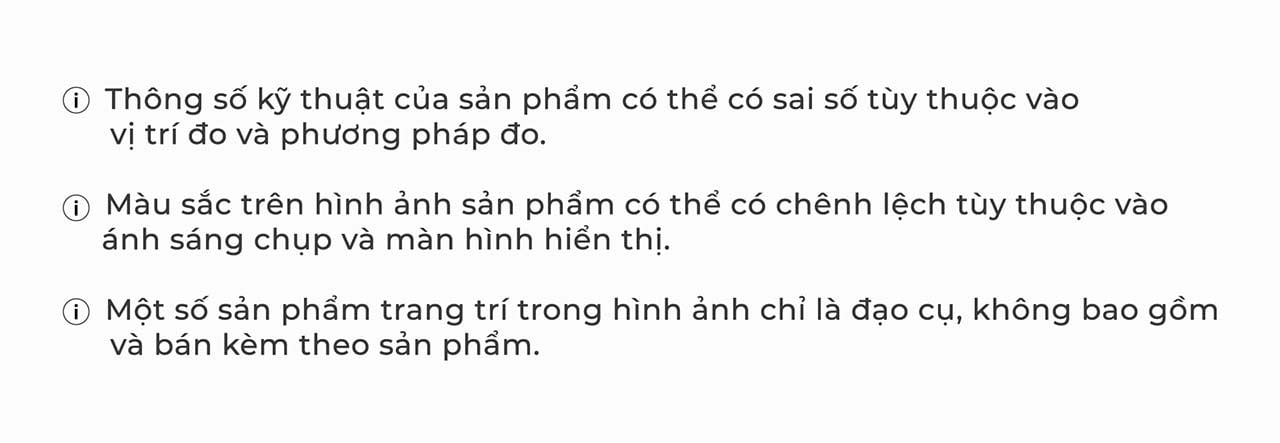 ⓘ Thông số kỹ thuật của sản phẩm có thể có sai số tùy thuộc vào
vị trí đo và phương pháp đo.
ⓘ Màu sắc trên hình ảnh sản phẩm có thể có chênh lệch tùy thuộc vào
ánh sáng chụp và màn hình hiển thị.
ⓘ Một số sản phẩm trang trí trong hình ảnh chỉ là đạo cụ, không bao gồm
và bán kèm theo sản phẩm.